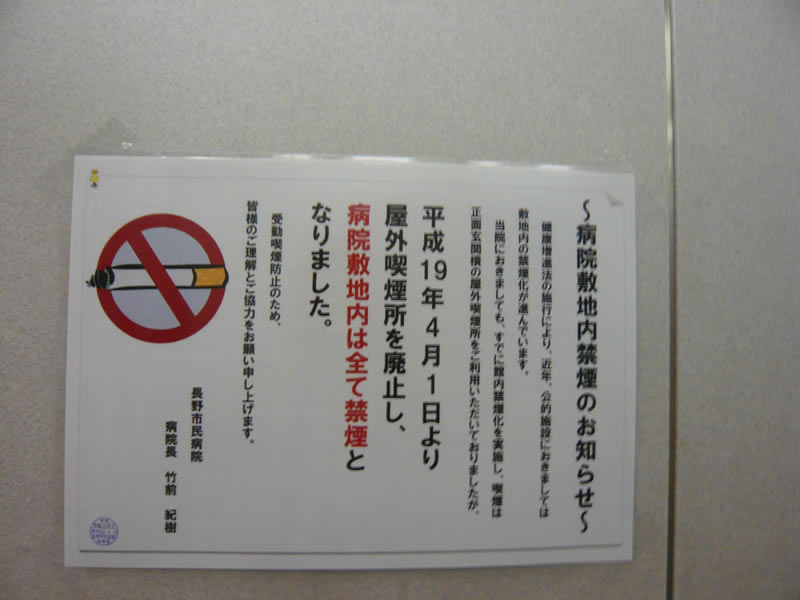 ～病院敷地内禁煙のお知らせ～
健康増進法の施行により、近年、公的施設におきましては
敷地内の禁煙化が進んでいます。
当院におきましても、すでに館内禁煙化を実施し、喫煙は
正面玄関横の屋外喫煙所をご利用いただいておりましたが、
平成19年4月1日より
屋外喫煙所を廃止し、
病院敷地内は全て禁煙と
なりました。
受動喫煙防止のため、
皆様のご理解とご協力をお願い申し上げます。
長野市民病院
病院長 竹前 紀樹